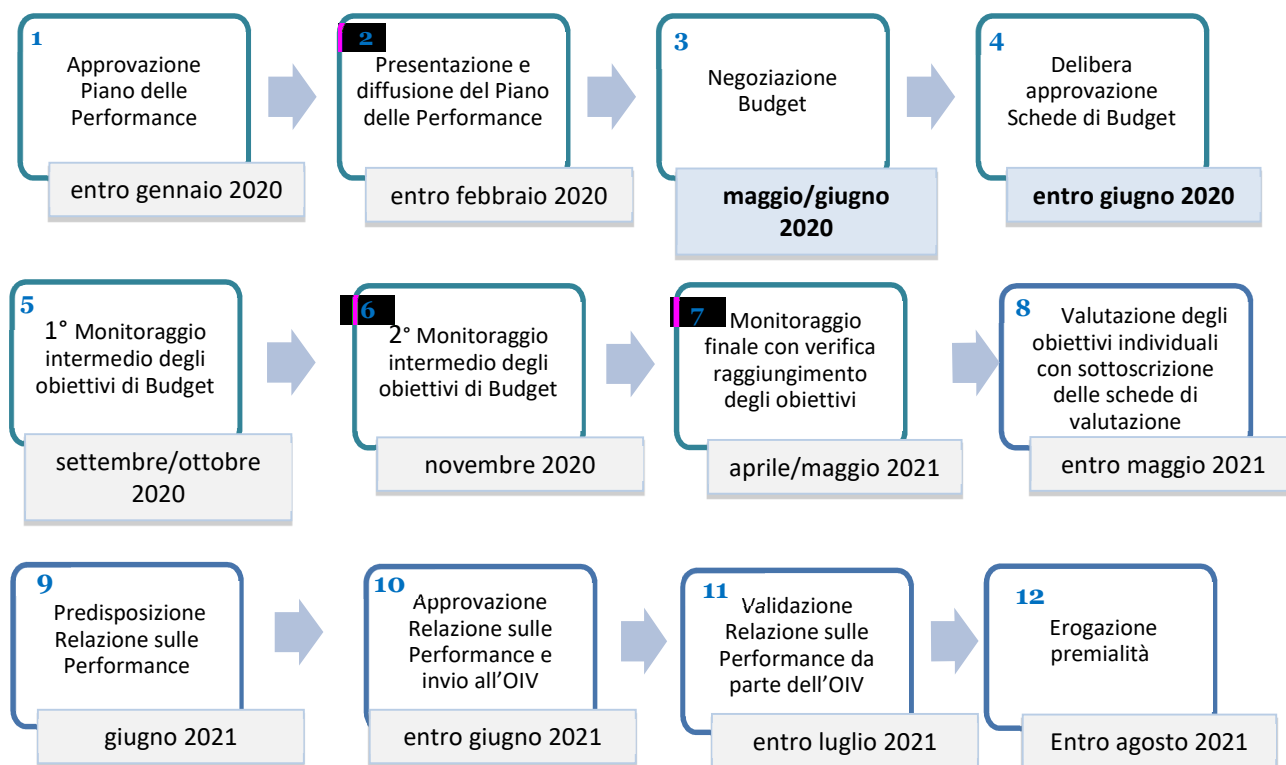 1
Approvazione
Piano delle
Performance
entro gennaio 2020
2
Presentazione e
diffusione del Piano
delle Performance
entro febbraio 2020
3
Negoziazione
Budget
maggio/giugno
2020
4
Delibera
approvazione
Schede di Budget
entro giugno 2020
5
1° Monitoraggio
intermedio degli
obiettivi di Budget
settembre/ottobre
2020
6
2° Monitoraggio
intermedio degli
obiettivi di Budget
novembre 2020
7
Monitoraggio
finale con verifica
raggiungimento
degli obiettivi
aprile/maggio 2021
8
Valutazione degli
obiettivi individuali
con sottoscrizione
delle schede di
valutazione
entro maggio 2021
9
Predisposizione
Relazione sulle
Performance
giugno 2021
10
Approvazione
Relazione sulle
Performance e
invio all’OIV
entro giugno 2021
11
Validazione
Relazione sulle
Performance da
parte dell’OIV
entro luglio 2021
12
Erogazione
premialità
Entro agosto 2021